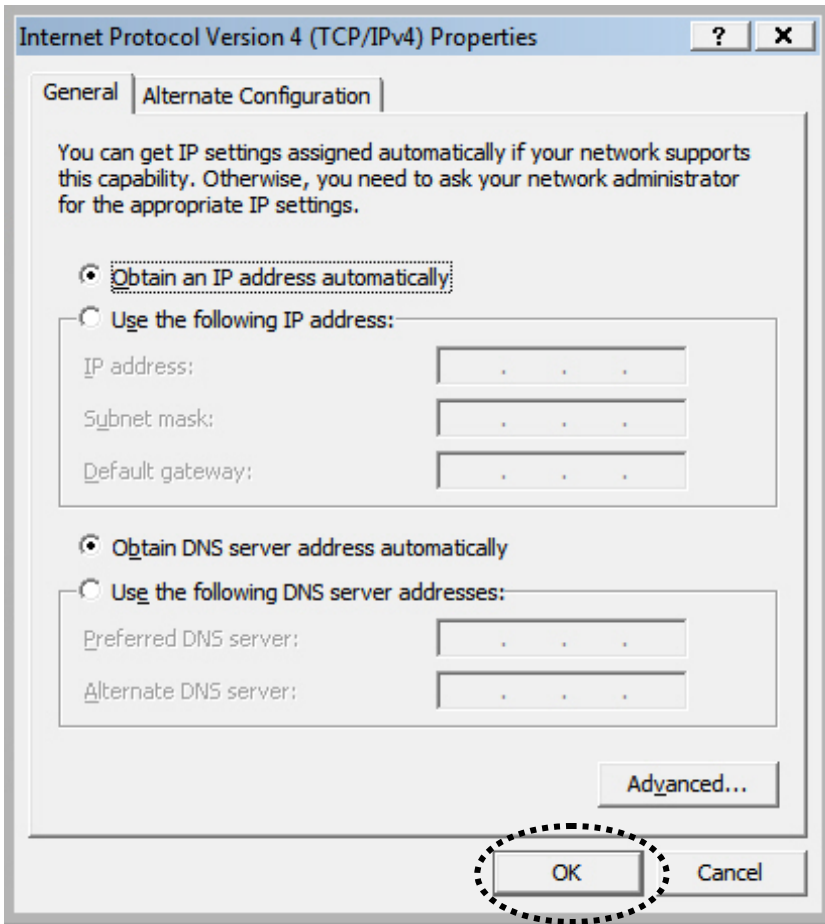 Internet Protocol Version 4 (TCP/IPv4) Properties
General
Alternate Configuration
You can get IP settings assigned automatically if your network supports
this capability. Otherwise, you need to ask your network administrator
for the appropriate IP settings.
Obtain an IP address automatically
Use the following IP address:
IP address:
Subnet mask:
Default gateway:
Obtain DNS server address automatically
Use the following DNS server addresses:
Preferred DNS server:
Alternate DNS server:
Advanced...
OK
Cancel